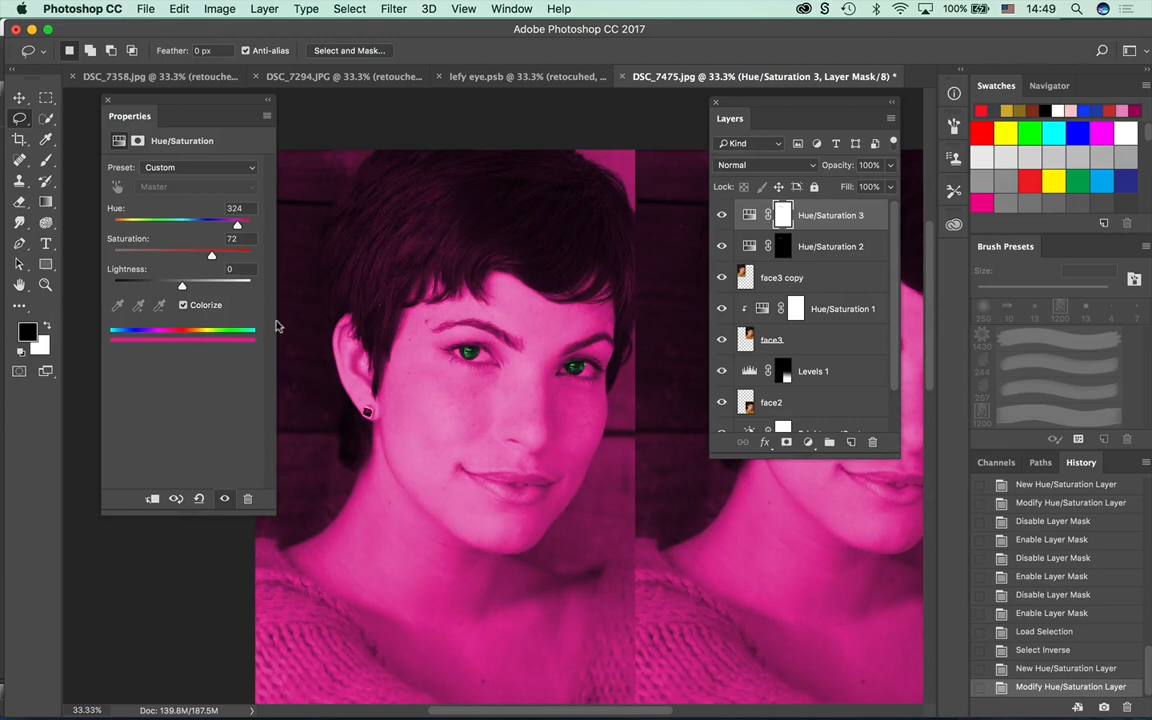 Photoshop CC File Edit Image Layer Type Select Filter 3D View Window Help 100% 14:49
Adobe Photoshop CC 2017
Feather: 0 px Anti-alias Select and Mask...
DSC_7358.jpg @ 33.3% (retouche... DSC_7294.JPG @ 33.3% (retouche... lefy eye.psb @ 33.3% (retocuhed, ... DSC_7475.jpg @ 33.3% (Hue/Saturation 3, Layer Mask/8) *
Properties
Hue/Saturation
Preset: Custom
Master
Hue: 324
Saturation: 72
Lightness: 0
Colorize
Layers
Kind
Normal Opacity: 100%
Lock: Fill: 100%
Hue/Saturation 3
Hue/Saturation 2
face3 copy
Hue/Saturation 1
face3
Levels 1
face2
fx
Swatches Navigator
Brush Presets
Size:
250 10 13 1200 4 7
1430
84
267
1200
Channels Paths History
New Hue/Saturation Layer
Modify Hue/Saturation Layer
Disable Layer Mask
Enable Layer Mask
Disable Layer Mask
Enable Layer Mask
Disable Layer Mask
Enable Layer Mask
Load Selection
Select Inverse
New Hue/Saturation Layer
Modify Hue/Saturation Layer
33.33% Doc: 139.8M/187.5M